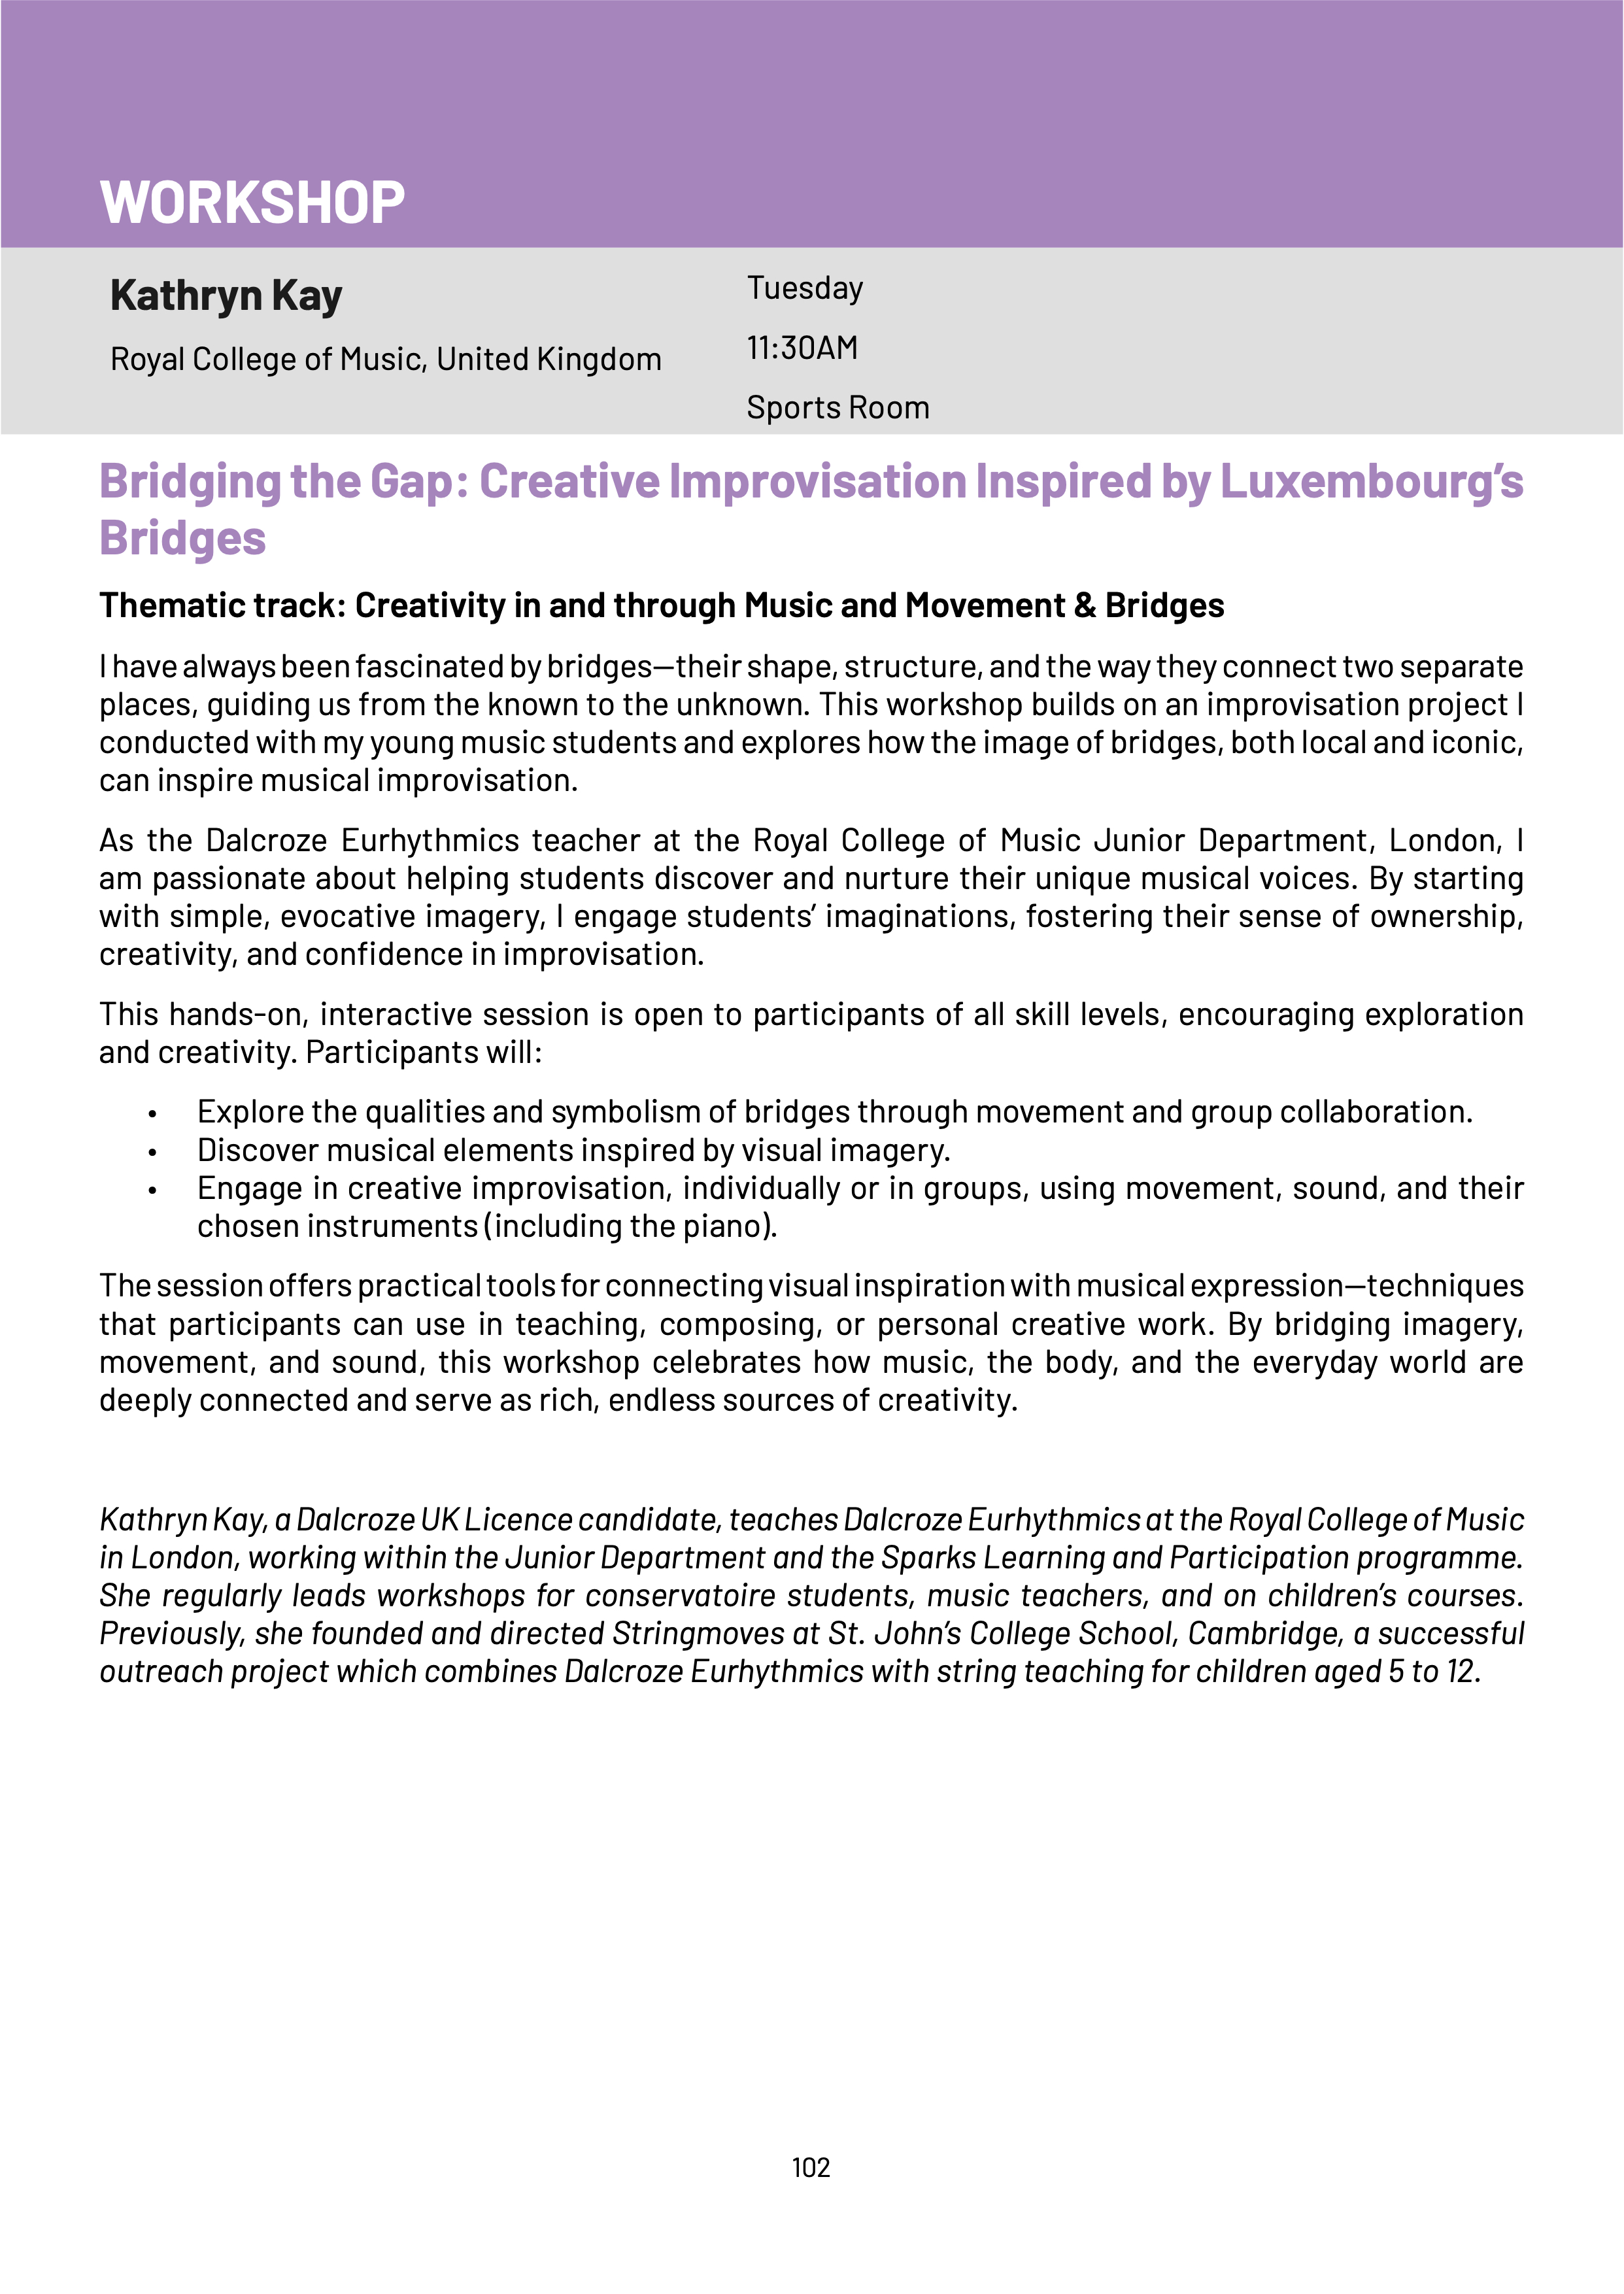 WORKSHOP
Kathryn Kay
Royal College of Music, United Kingdom
Tuesday
11:30AM
Sports Room
Bridging the Gap: Creative Improvisation Inspired by Luxembourg’s
Bridges
Thematic track: Creativity in and through Music and Movement & Bridges
I have always been fascinated by bridges—their shape, structure, and the way they connect two separate
places, guiding us from the known to the unknown. This workshop builds on an improvisation project I
conducted with my young music students and explores how the image of bridges, both local and iconic,
can inspire musical improvisation.
As the Dalcroze Eurhythmics teacher at the Royal College of Music Junior Department, London, I
am passionate about helping students discover and nurture their unique musical voices. By starting
with simple, evocative imagery, I engage students’ imaginations, fostering their sense of ownership,
creativity, and confidence in improvisation.
This hands-on, interactive session is open to participants of all skill levels, encouraging exploration
and creativity. Participants will:
• Explore the qualities and symbolism of bridges through movement and group collaboration.
• Discover musical elements inspired by visual imagery.
• Engage in creative improvisation, individually or in groups, using movement, sound, and their
chosen instruments (including the piano).
The session offers practical tools for connecting visual inspiration with musical expression—techniques
that participants can use in teaching, composing, or personal creative work. By bridging imagery,
movement, and sound, this workshop celebrates how music, the body, and the everyday world are
deeply connected and serve as rich, endless sources of creativity.
Kathryn Kay, a Dalcroze UK Licence candidate, teaches Dalcroze Eurhythmics at the Royal College of Music
in London, working within the Junior Department and the Sparks Learning and Participation programme.
She regularly leads workshops for conservatoire students, music teachers, and on children’s courses.
Previously, she founded and directed Stringmoves at St. John’s College School, Cambridge, a successful
outreach project which combines Dalcroze Eurhythmics with string teaching for children aged 5 to 12.
102